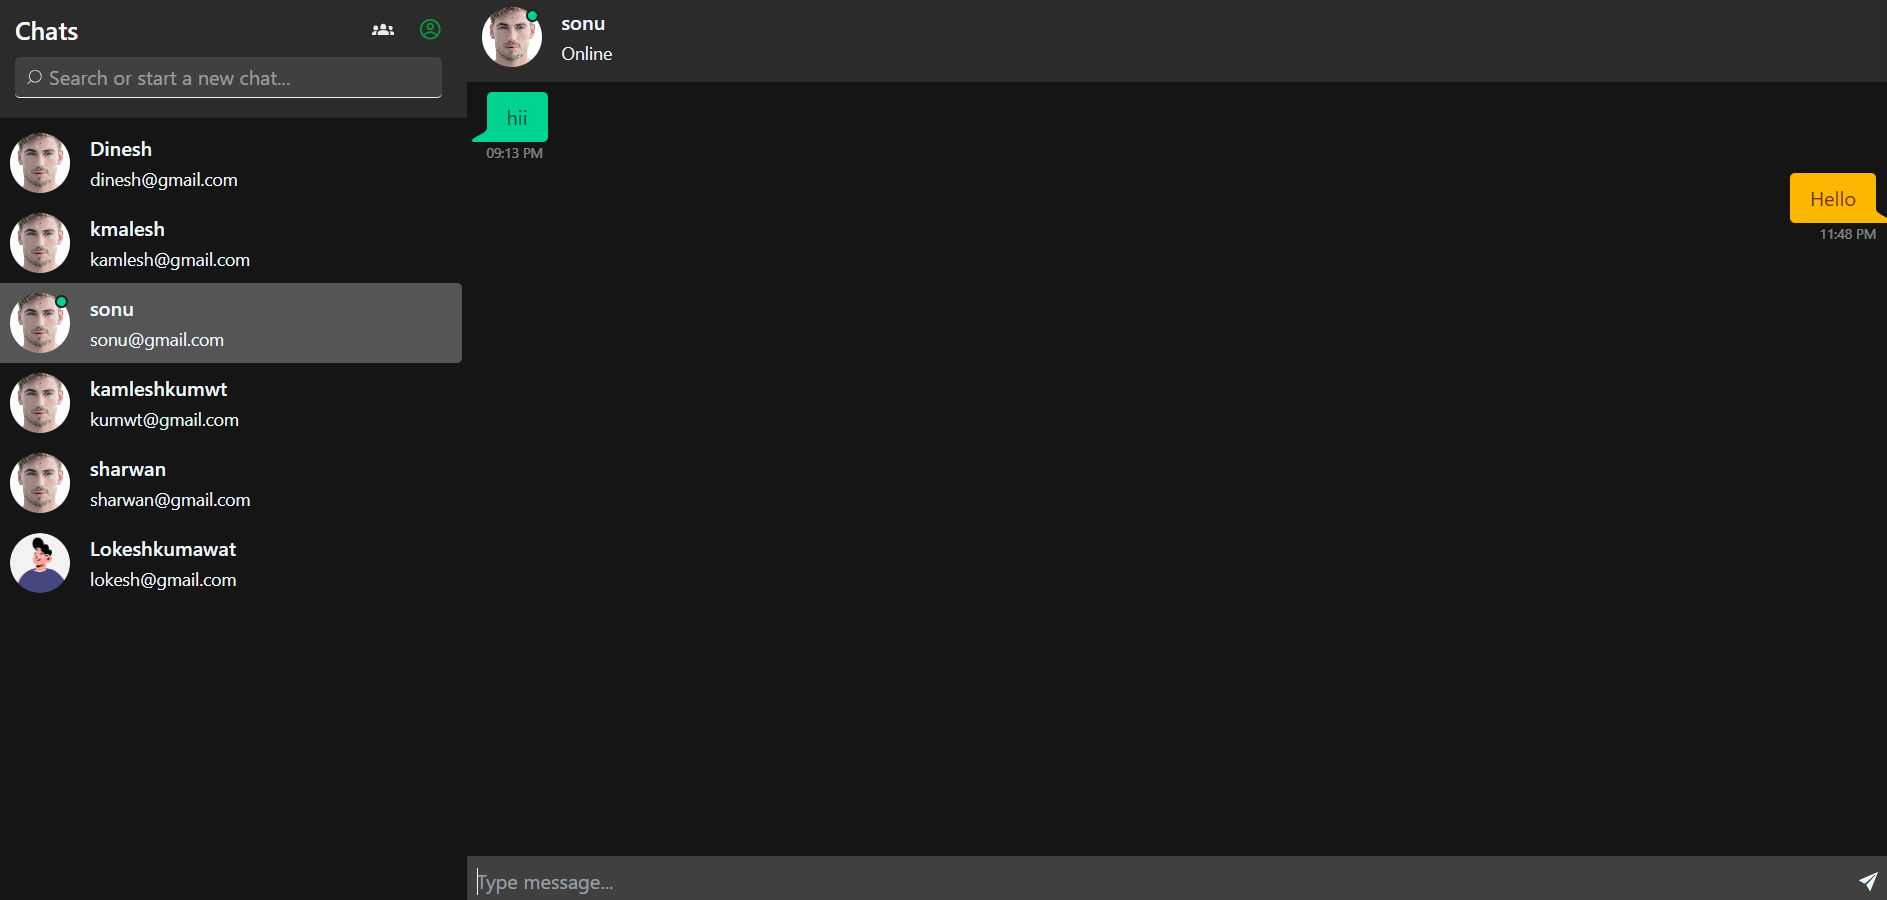 Chats
Search or start a new chat...
Dinesh
dinesh@gmail.com
kmalesh
kamlesh@gmail.com
sonu
sonu@gmail.com
kamleshkumwt
kumwt@gmail.com
sharwan
sharwan@gmail.com
Lokeshkumawat
lokesh@gmail.com
sonu
Online
hii
09:13 PM
Hello
11:48 PM
Type message...